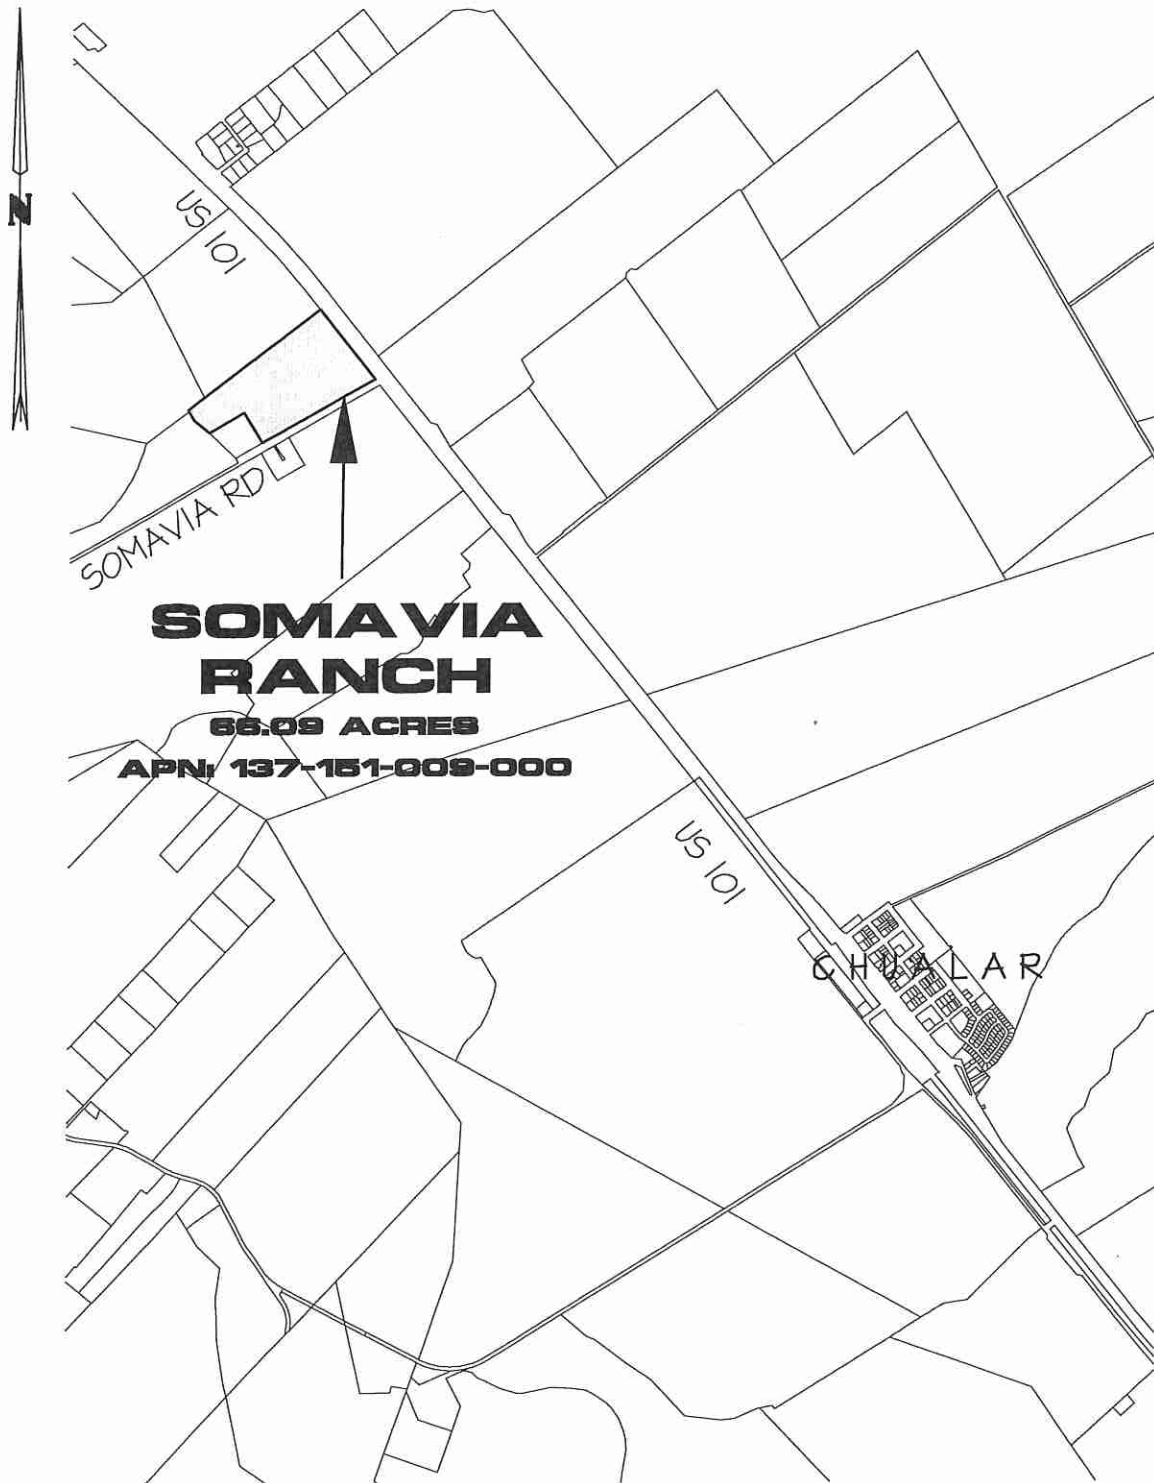 N
US 101
SOMAVIA RD
SOMAVIA
RANCH
66.09 ACRES
APN: 137-151-009-000
US 101
CHUALAR